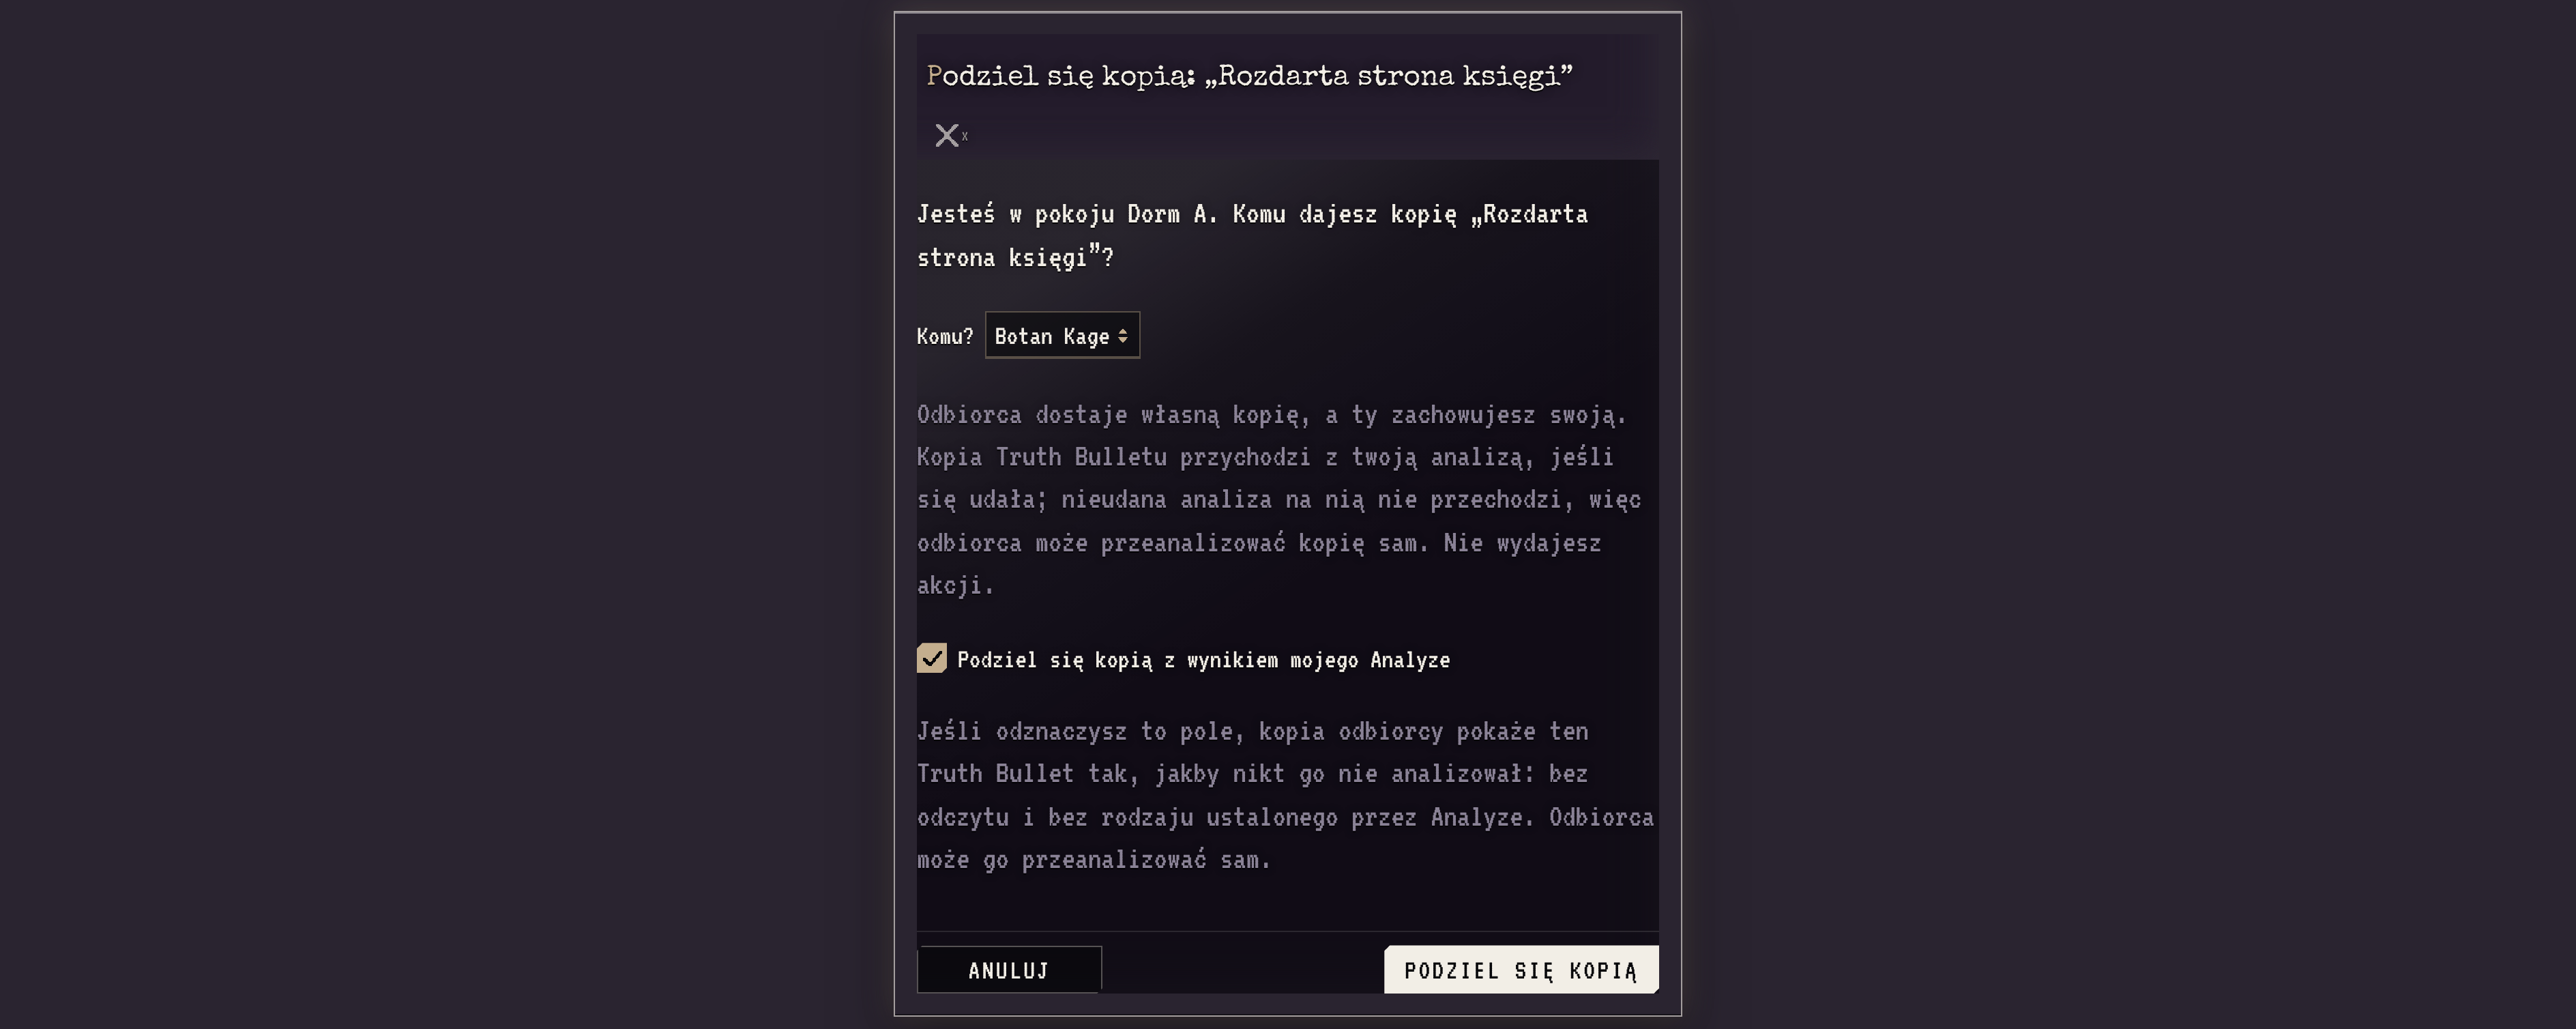 Podziel się kopią: „Rozdarta strona księgi”
x
Jesteś w pokoju Dorm A. Komu dajesz kopię „Rozdarta
strona księgi”?
Komu? Botan Kage
Odbiorca dostaje własną kopię, a ty zachowujesz swoją.
Kopia Truth Bulletu przychodzi z twoją analizą, jeśli
się udała; nieudana analiza na nią nie przechodzi, więc
odbiorca może przeanalizować kopię sam. Nie wydajesz
akcji.
Podziel się kopią z wynikiem mojego Analyze
Jeśli odznaczysz to pole, kopia odbiorcy pokaże ten
Truth Bullet tak, jakby nikt go nie analizował: bez
odczytu i bez rodzaju ustalonego przez Analyze. Odbiorca
może go przeanalizować sam.
ANULUJ
PODZIEL SIĘ KOPIĄ